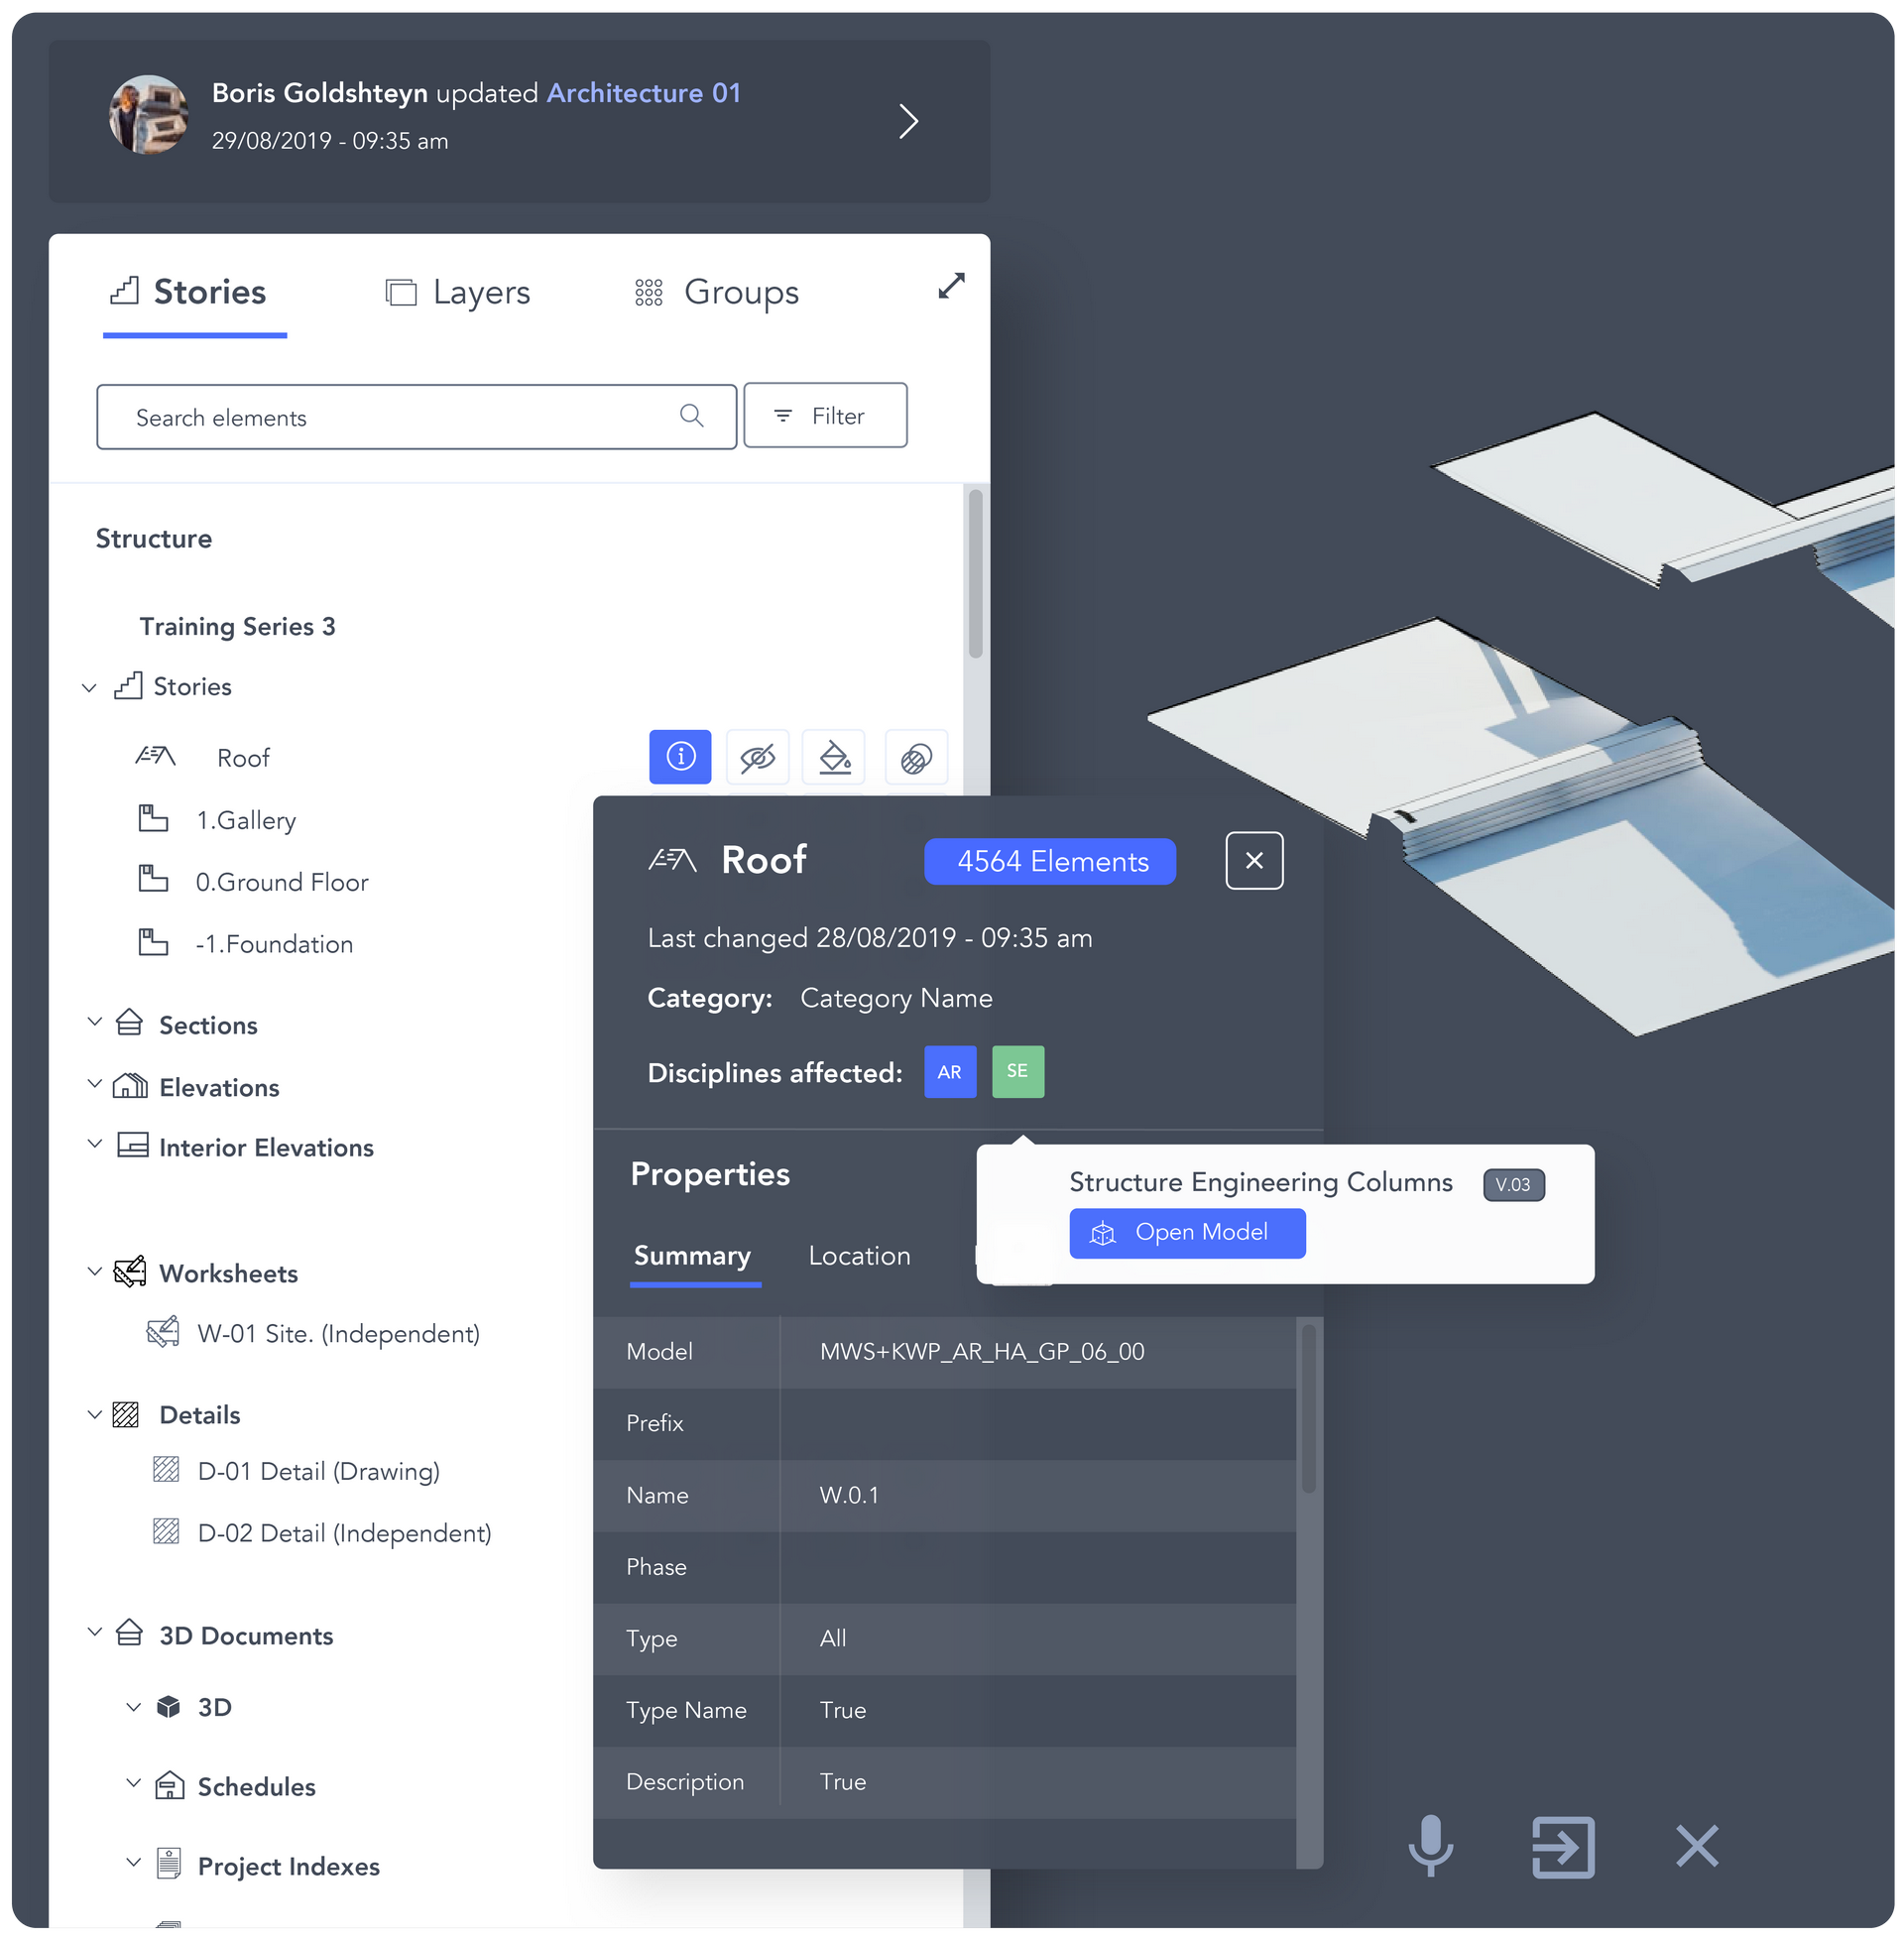 Boris Goldshteyn updated Architecture 01
29/08/2019 - 09:35 am
Stories
Layers
Groups
Search elements
Filter
Structure
Training Series 3
Stories
Roof
1.Gallery
0.Ground Floor
-1.Foundation
Sections
Elevations
Interior Elevations
Worksheets
W-01 Site. (Independent)
Details
D-01 Detail (Drawing)
D-02 Detail (Independent)
3D Documents
3D
Schedules
Project Indexes
Roof
4564 Elements
Last changed 28/08/2019 - 09:35 am
Category: Category Name
Disciplines affected: AR SE
Structure Engineering Columns V.03
Open Model
Properties
Summary
Location
Model MWS+KWP_AR_HA_GP_06_00
Prefix
Name W.0.1
Phase
Type All
Type Name True
Description True